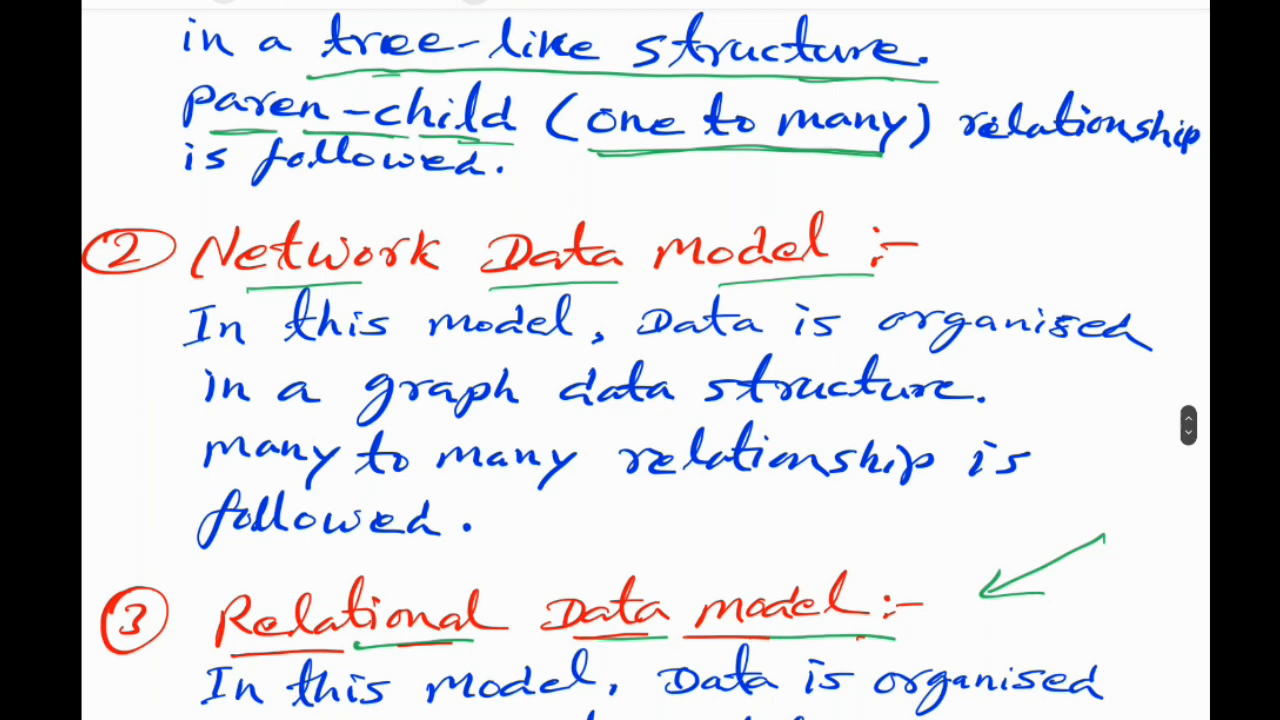 in a tree-like structure.
paren-child (one to many) relationship
is followed.
② Network Data Model :-
In this model, Data is organised
in a graph data structure.
many to many relationship is
followed.
③ Relational Data model :-
In this model, Data is organised